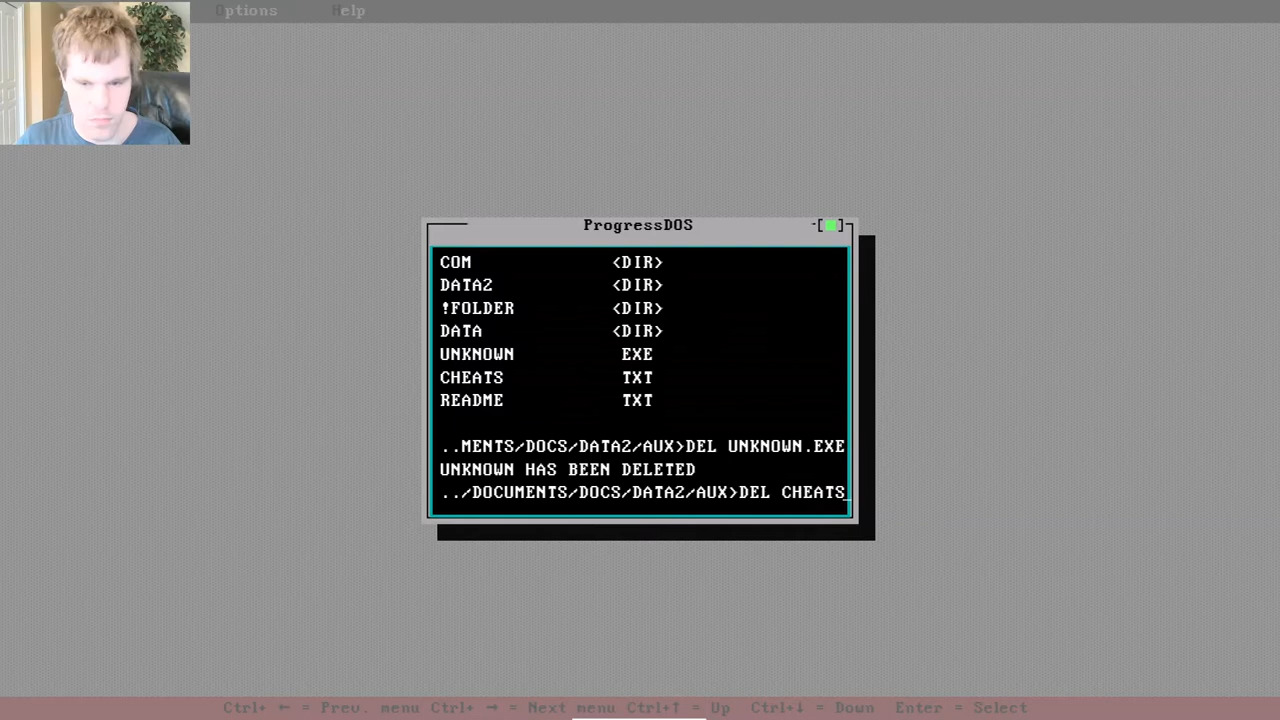 Options Help
ProgressDOS
-[■]
COM <DIR>
DATA2 <DIR>
!FOLDER <DIR>
DATA <DIR>
UNKNOWN EXE
CHEATS TXT
README TXT
..MENTS/DOCS/DATA2/AUX>DEL UNKNOWN.EXE
UNKNOWN HAS BEEN DELETED
../DOCUMENTS/DOCS/DATA2/AUX>DEL CHEATS_
Ctrl+ ← = Prev. menu Ctrl+ → = Next menu Ctrl+↑ = Up Ctrl+↓ = Down Enter = Select